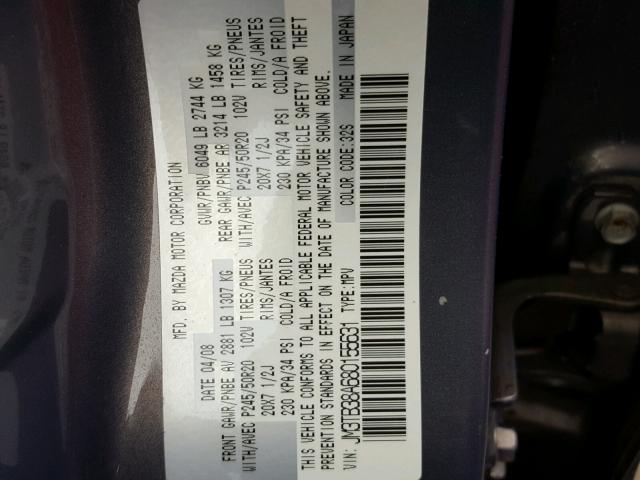 MFD. BY MAZDA MOTOR CORPORATION
DATE 04/08 GVWR/PNBV 6049 LB 2744 KG
FRONT GAWR/PNBE AV 2881 LB 1307 KG REAR GAWR/PNBE AR 3214 LB 1458 KG
WITH/AVEC P245/50R20 102V TIRES/PNEUS WITH/AVEC P245/50R20 102V TIRES/PNEUS
20X7 1/2J RIMS/JANTES 20X7 1/2J RIMS/JANTES
230 KPA/34 PSI COLD/A FROID 230 KPA/34 PSI COLD/A FROID
THIS VEHICLE CONFORMS TO ALL APPLICABLE FEDERAL MOTOR VEHICLE SAFETY AND THEFT
PREVENTION STANDARDS IN EFFECT ON THE DATE OF MANUFACTURE SHOWN ABOVE.
VIN: JM3TB38A680155631 TYPE:MPV COLOR CODE:32S MADE IN JAPAN